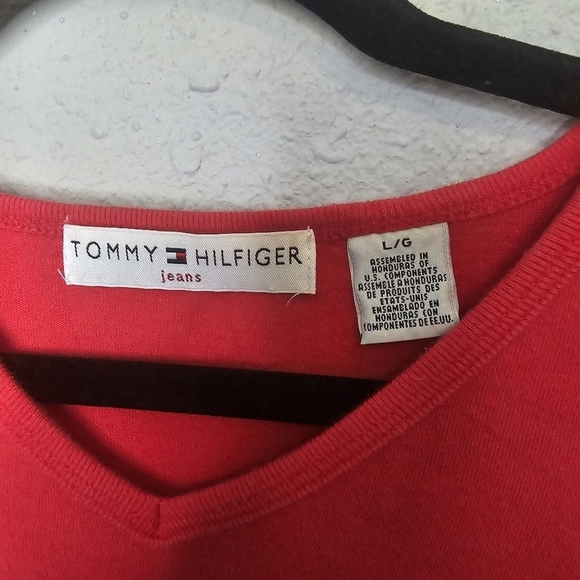 TOMMY HILFIGER
jeans
L/G
ASSEMBLED IN
HONDURAS OF
U.S. COMPONENTS
ASSEMBLE A HONDURAS
DE PRODUITS DES
ETATS-UNIS
ENSAMBLADO EN
HONDURAS CON
COMPONENTES DE EE.UU.